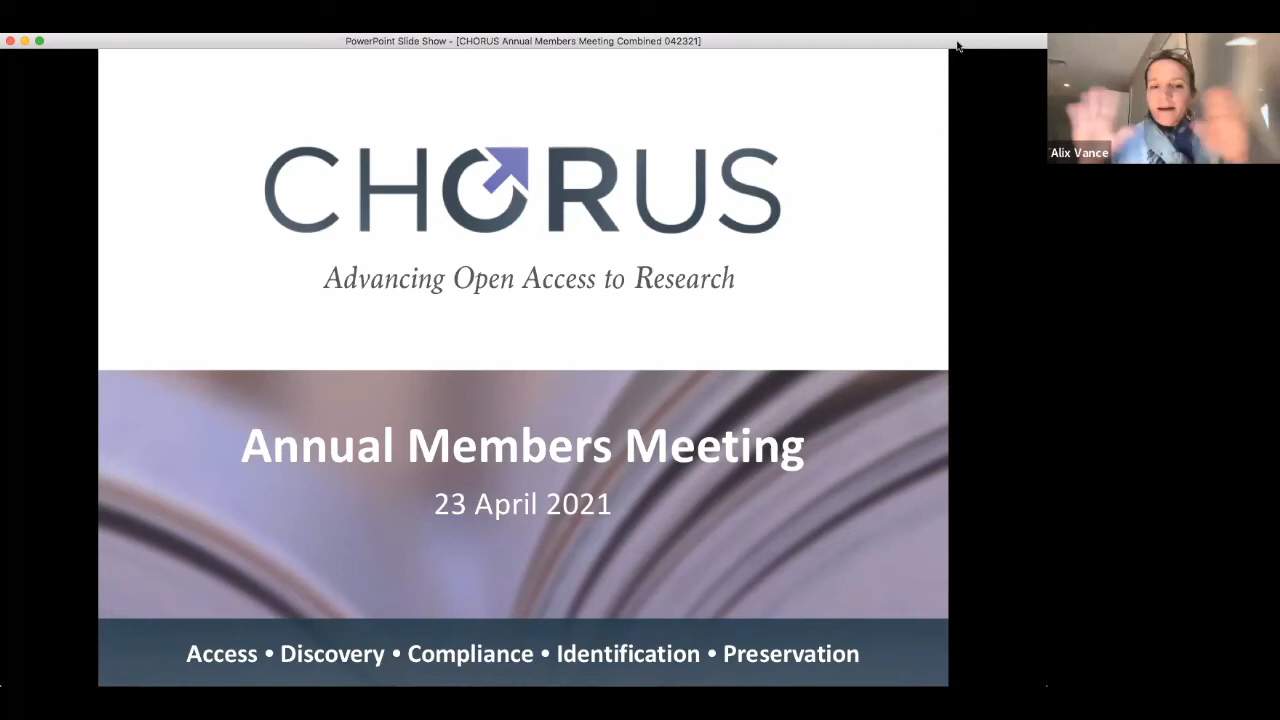 PowerPoint Slide Show - [CHORUS Annual Members Meeting Combined 042321]
Alix Vance
CHORUS
Advancing Open Access to Research
Annual Members Meeting
23 April 2021
Access • Discovery • Compliance • Identification • Preservation